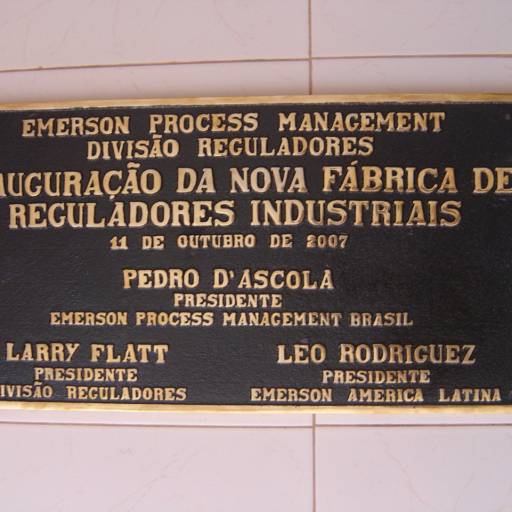 EMERSON PROCESS MANAGEMENT
DIVISÃO REGULADORES
AUGURAÇÃO DA NOVA FÁBRICA DE
REGULADORES INDUSTRIAIS
11 DE OUTUBRO DE 2007
PEDRO D'ASCOLA
PRESIDENTE
EMERSON PROCESS MANAGEMENT BRASIL
LARRY FLATT
PRESIDENTE
DIVISÃO REGULADORES
LEO RODRIGUEZ
PRESIDENTE
EMERSON AMERICA LATINA